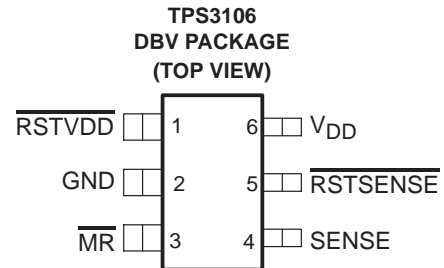 TPS3106
DBV PACKAGE
(TOP VIEW)
RSTVDD 1 6 VDD
GND 2 5 RSTSENSE
MR 3 4 SENSE